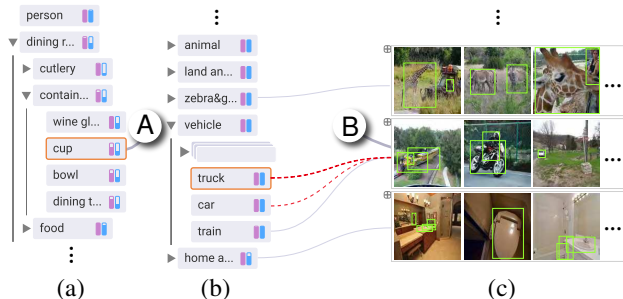 person
dining r...
cutlery
contain...
wine gl...
cup
bowl
dining t...
food
(a)
A
animal
land an...
zebra&g...
vehicle
truck
car
train
home a...
(b)
B
(c)